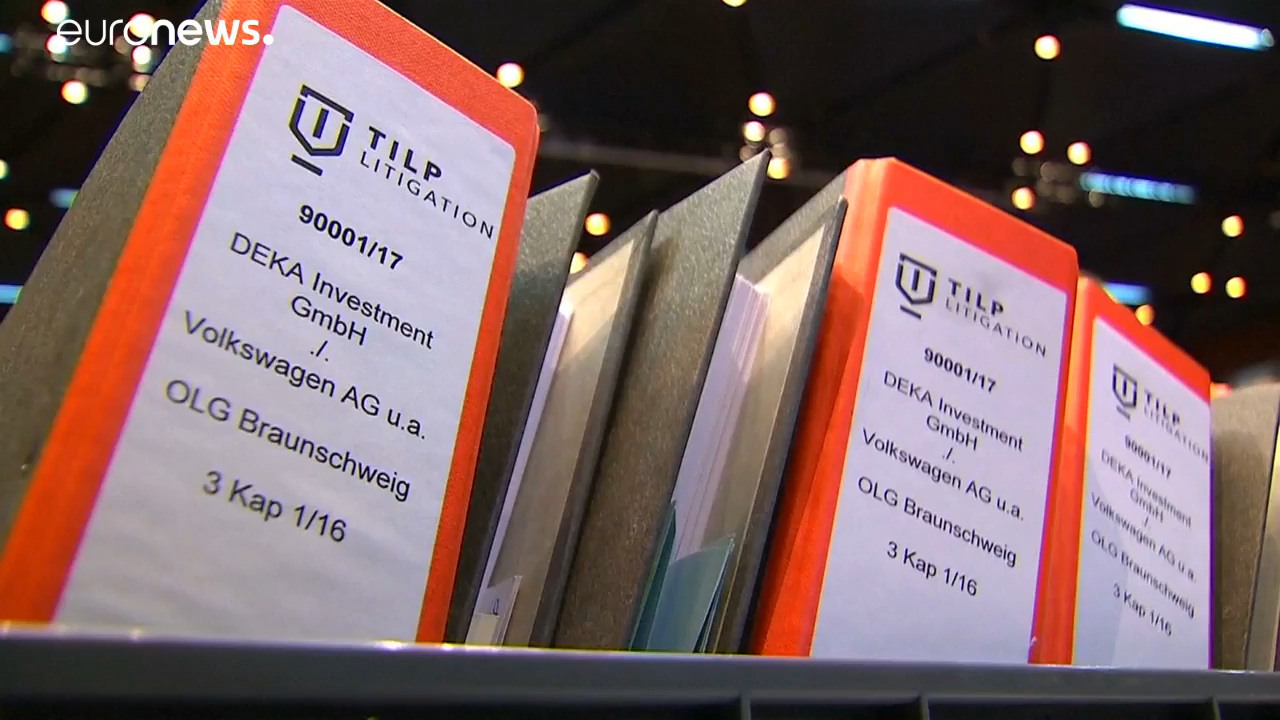 euronews.
TILP
LITIGATION
90001/17
DEKA Investment
GmbH
./.
Volkswagen AG u.a.
OLG Braunschweig
3 Kap 1/16
TILP
LITIGATION
90001/17
DEKA Investment
GmbH
./.
Volkswagen AG u.a.
OLG Braunschweig
3 Kap 1/16
TILP
LITIGATION
90001/17
DEKA Investment
GmbH
./.
Volkswagen AG u.a.
OLG Braunschweig
3 Kap 1/16